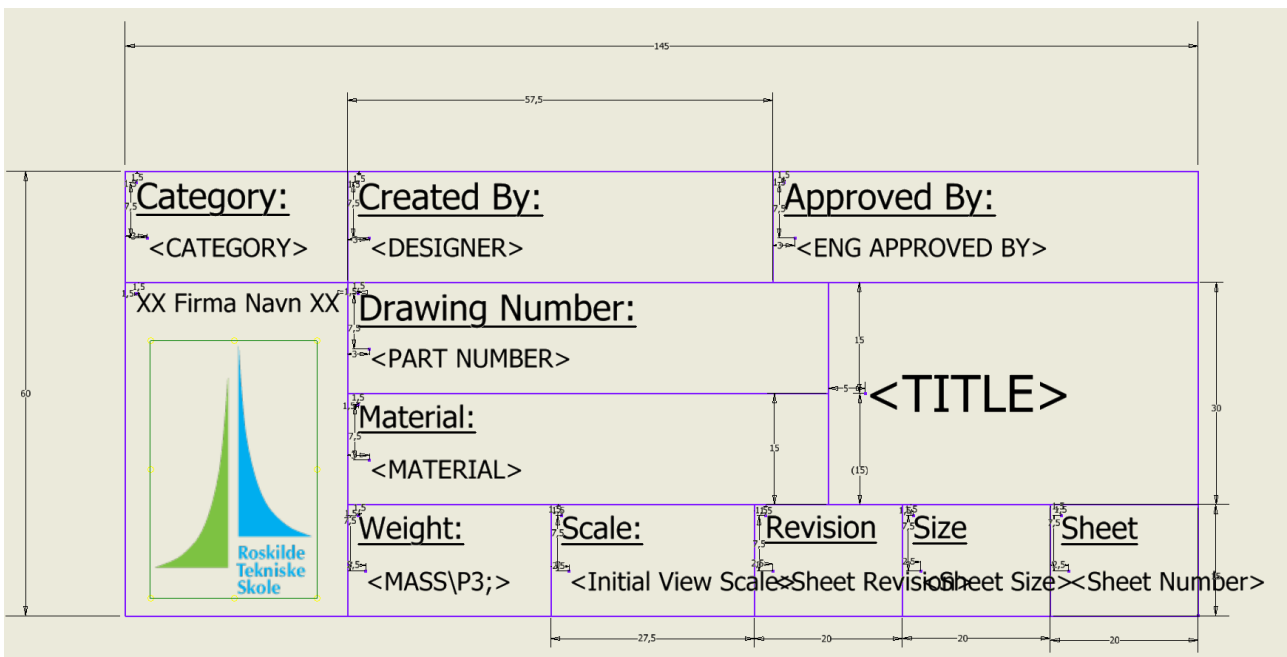 145
57,5
Category: Created By: Approved By:
<CATEGORY> <DESIGNER> <ENG APPROVED BY>
XX Firma Navn XX
Drawing Number:
<PART NUMBER>
15
<TITLE>
5
60
30
Material:
<MATERIAL>
15
(15)
Weight: Scale: Revision Size Sheet
<MASS\P3;> <Initial View Scale> <Sheet Revision> <Sheet Size> <Sheet Number>
Roskilde
Tekniske
Skole
27,5 20 20 20